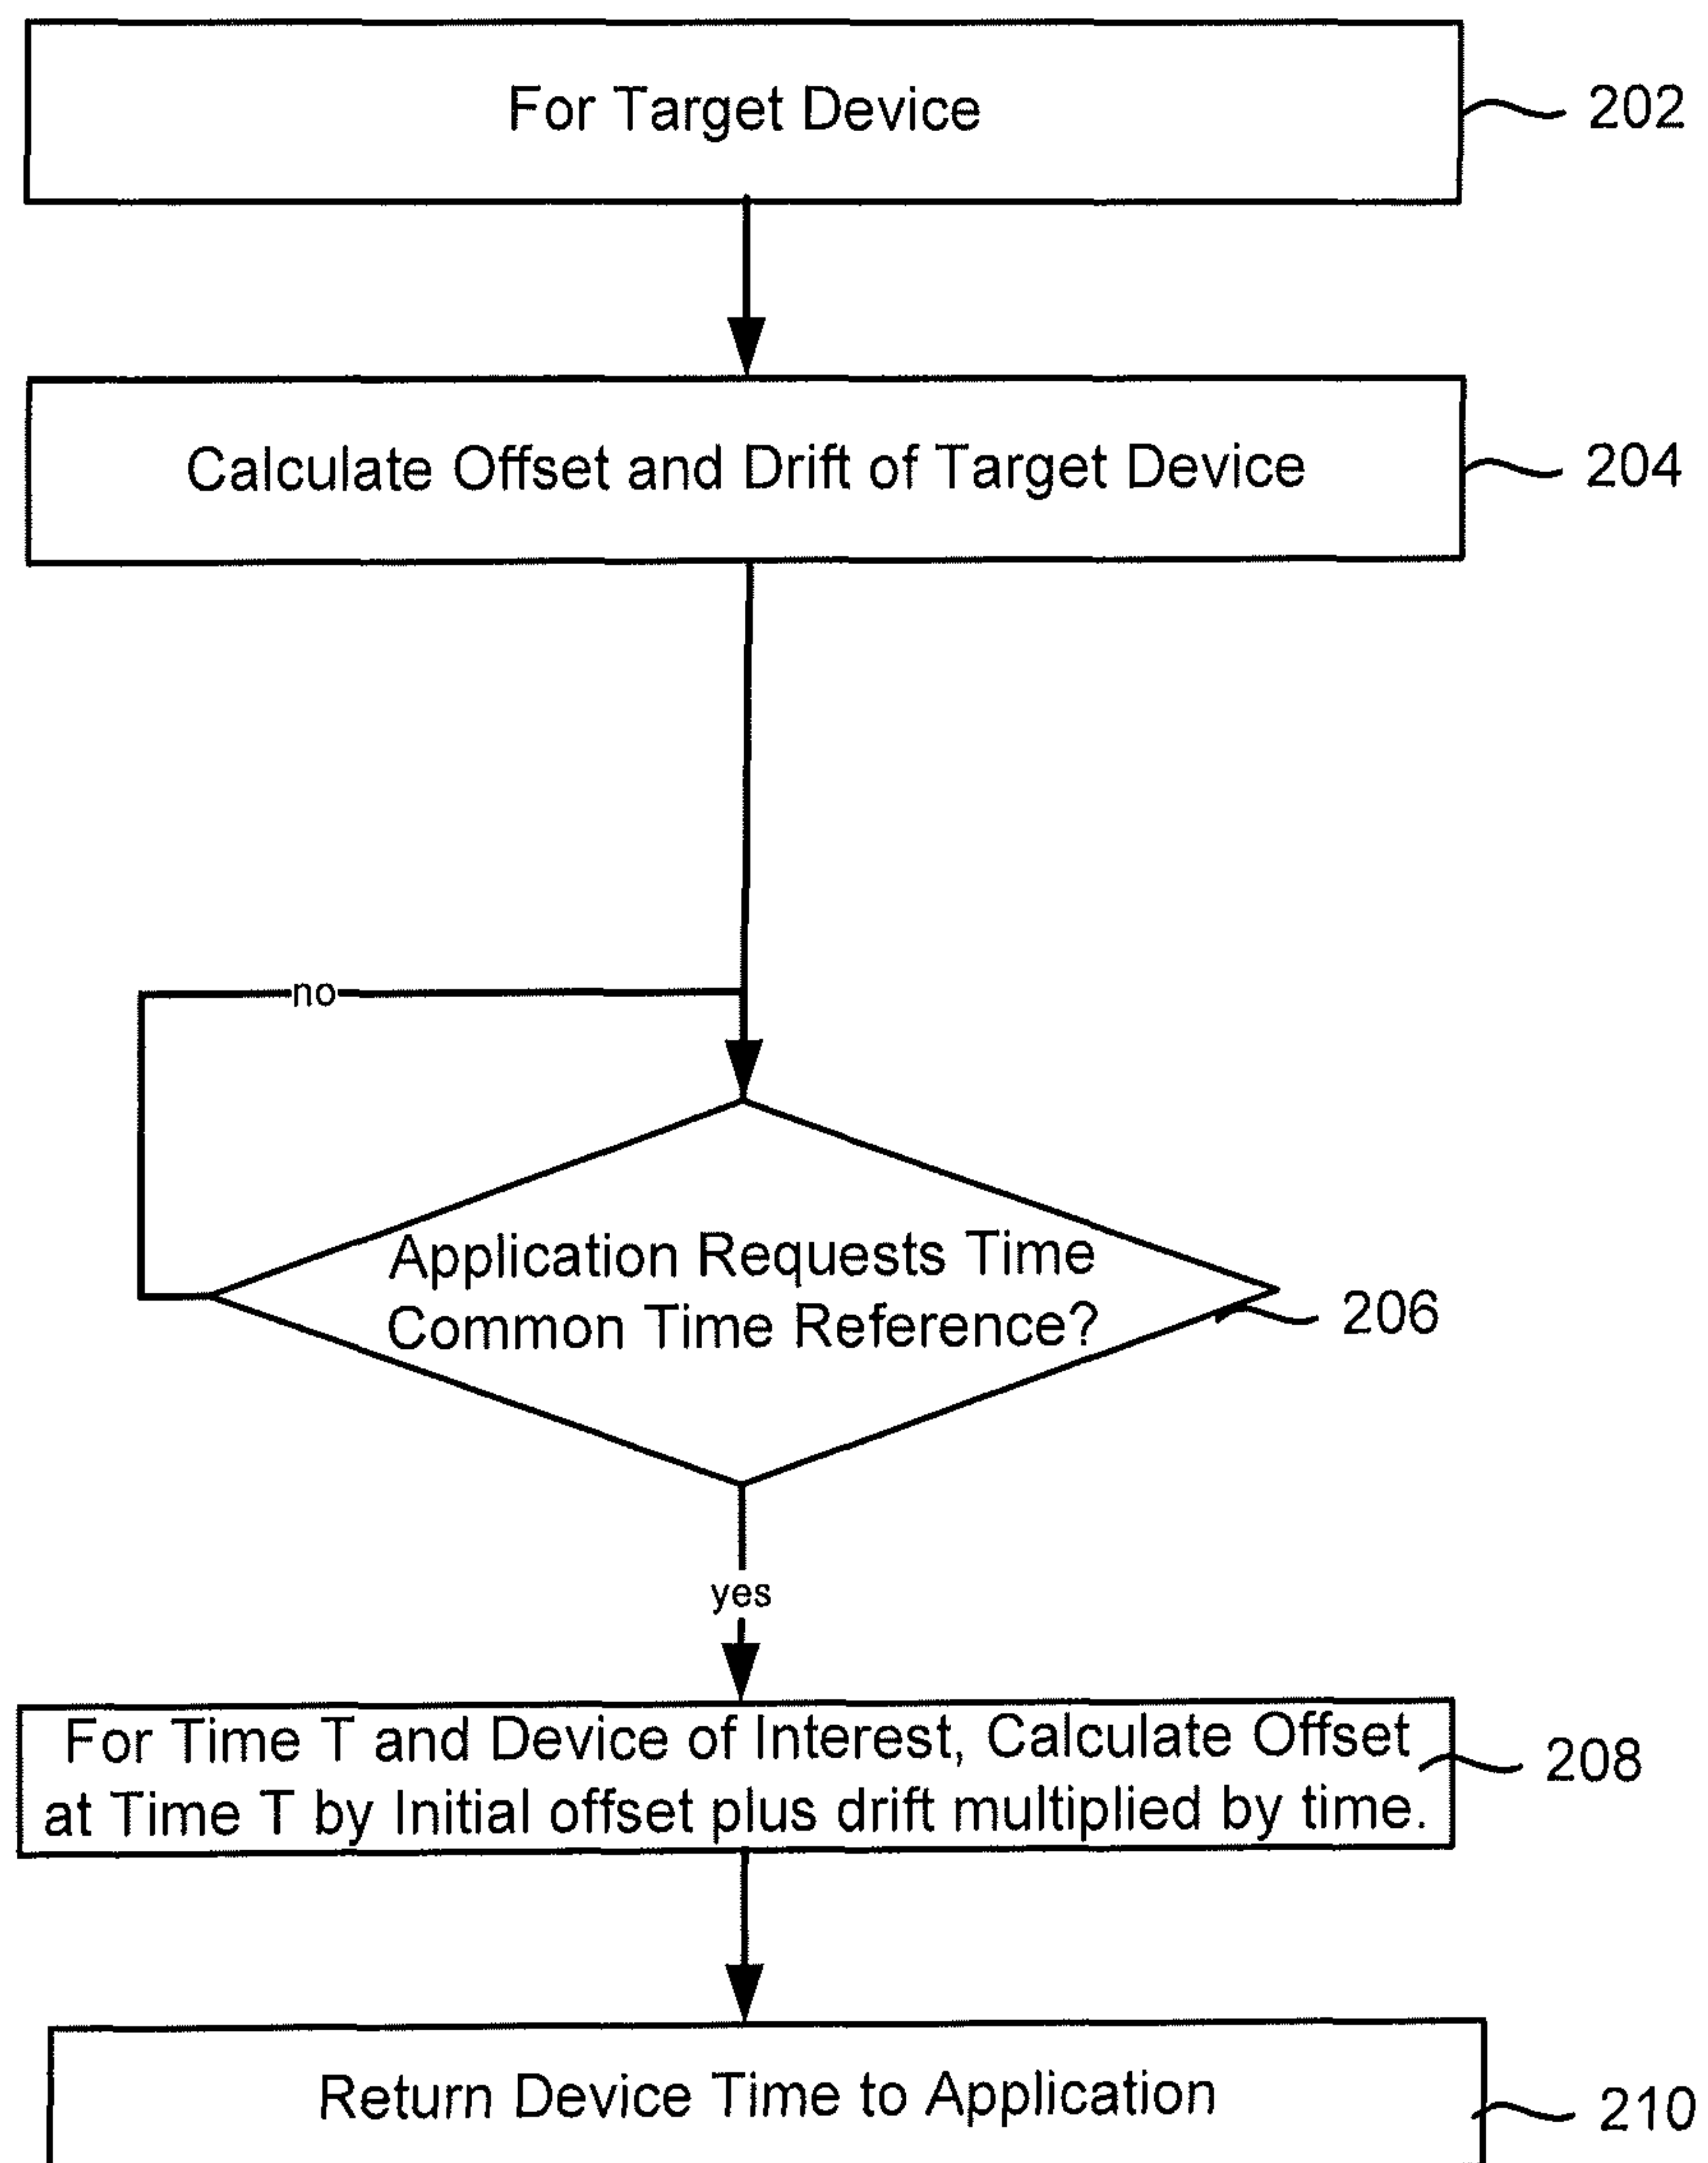 For Target Device
202
Calculate Offset and Drift of Target Device
204
no
Application Requests Time
Common Time Reference?
206
yes
For Time T and Device of Interest, Calculate Offset
at Time T by Initial offset plus drift multiplied by time.
208
Return Device Time to Application
210